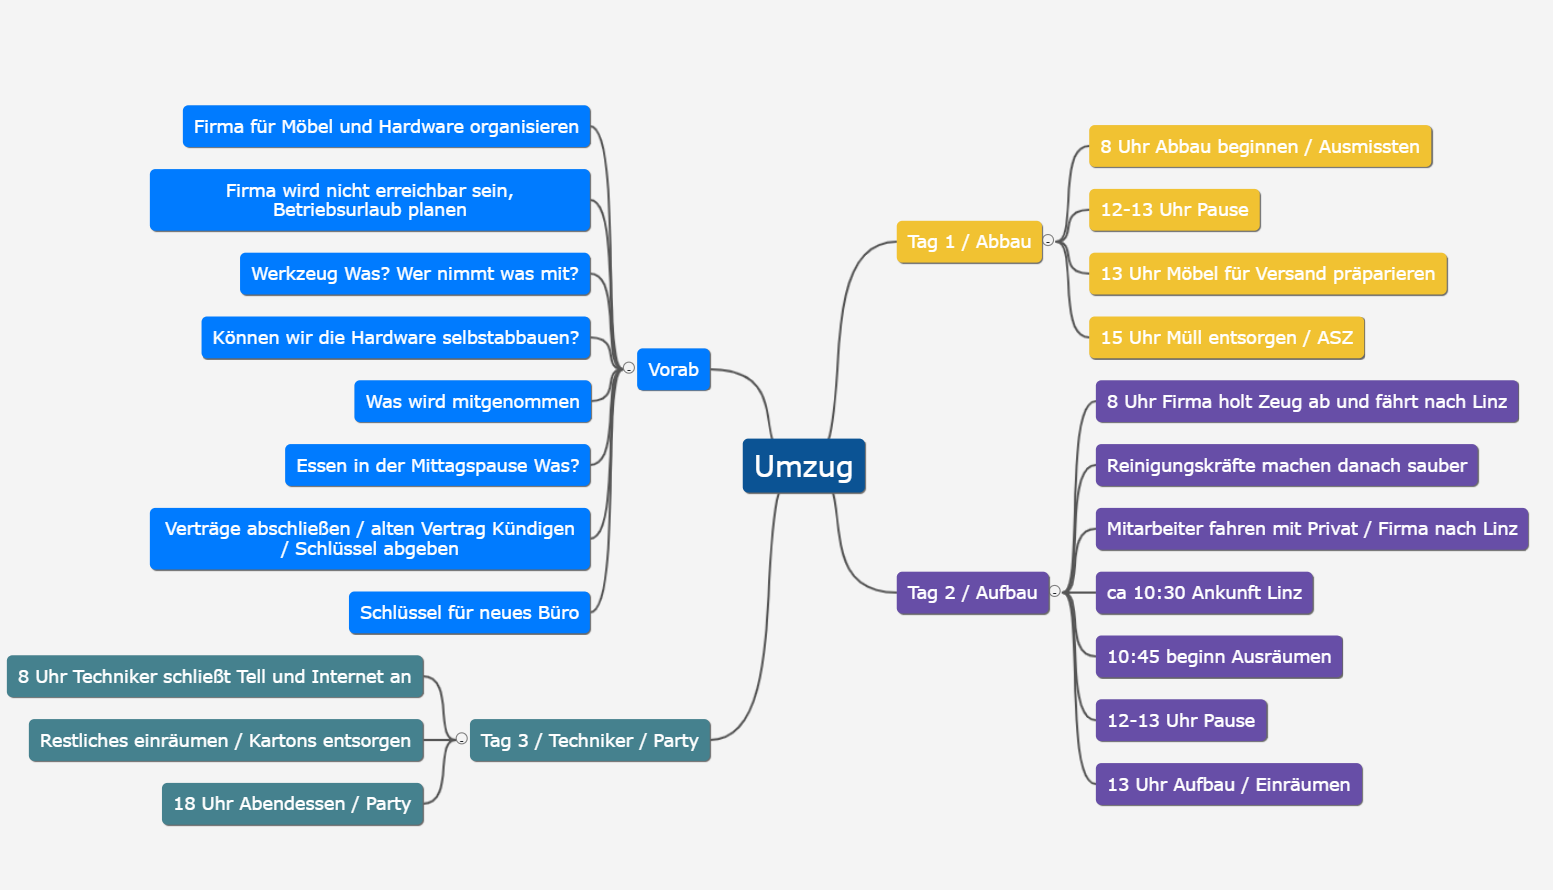 Umzug
Vorab
Firma für Möbel und Hardware organisieren
Firma wird nicht erreichbar sein,
Betriebsurlaub planen
Werkzeug Was? Wer nimmt was mit?
Können wir die Hardware selbstabbauen?
Was wird mitgenommen
Essen in der Mittagspause Was?
Verträge abschließen / alten Vertrag Kündigen
/ Schlüssel abgeben
Schlüssel für neues Büro
Tag 1 / Abbau
8 Uhr Abbau beginnen / Ausmissten
12-13 Uhr Pause
13 Uhr Möbel für Versand präparieren
15 Uhr Müll entsorgen / ASZ
Tag 2 / Aufbau
8 Uhr Firma holt Zeug ab und fährt nach Linz
Reinigungskräfte machen danach sauber
Mitarbeiter fahren mit Privat / Firma nach Linz
ca 10:30 Ankunft Linz
10:45 beginn Ausräumen
12-13 Uhr Pause
13 Uhr Aufbau / Einräumen
Tag 3 / Techniker / Party
8 Uhr Techniker schließt Tell und Internet an
Restliches einräumen / Kartons entsorgen
18 Uhr Abendessen / Party